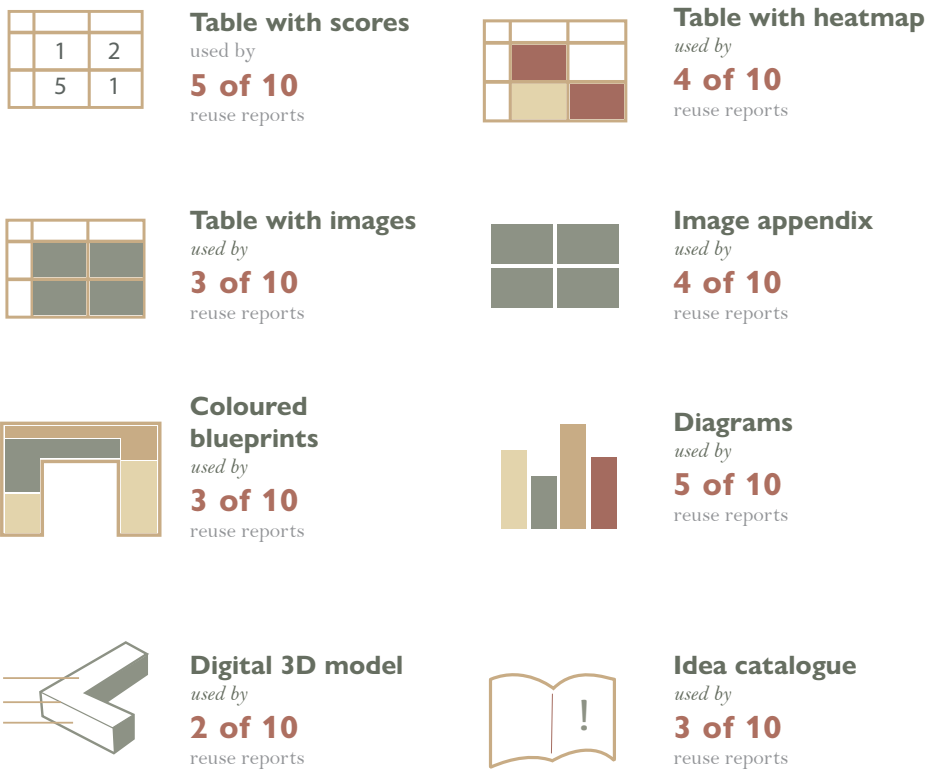 1 2
5 1
Table with scores
used by
5 of 10
reuse reports
Table with heatmap
used by
4 of 10
reuse reports
Table with images
used by
3 of 10
reuse reports
Image appendix
used by
4 of 10
reuse reports
Coloured
blueprints
used by
3 of 10
reuse reports
Diagrams
used by
5 of 10
reuse reports
Digital 3D model
used by
2 of 10
reuse reports
!
Idea catalogue
used by
3 of 10
reuse reports